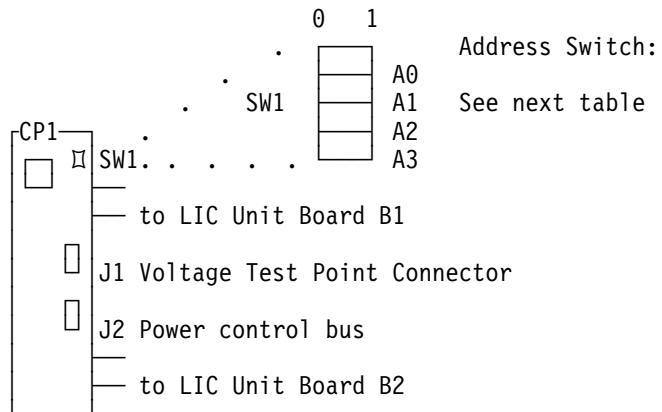 0 1
Address Switch:
A0
SW1 A1 See next table
A2
CP1
SW1. A3
to LIC Unit Board B1
J1 Voltage Test Point Connector
J2 Power control bus
to LIC Unit Board B2